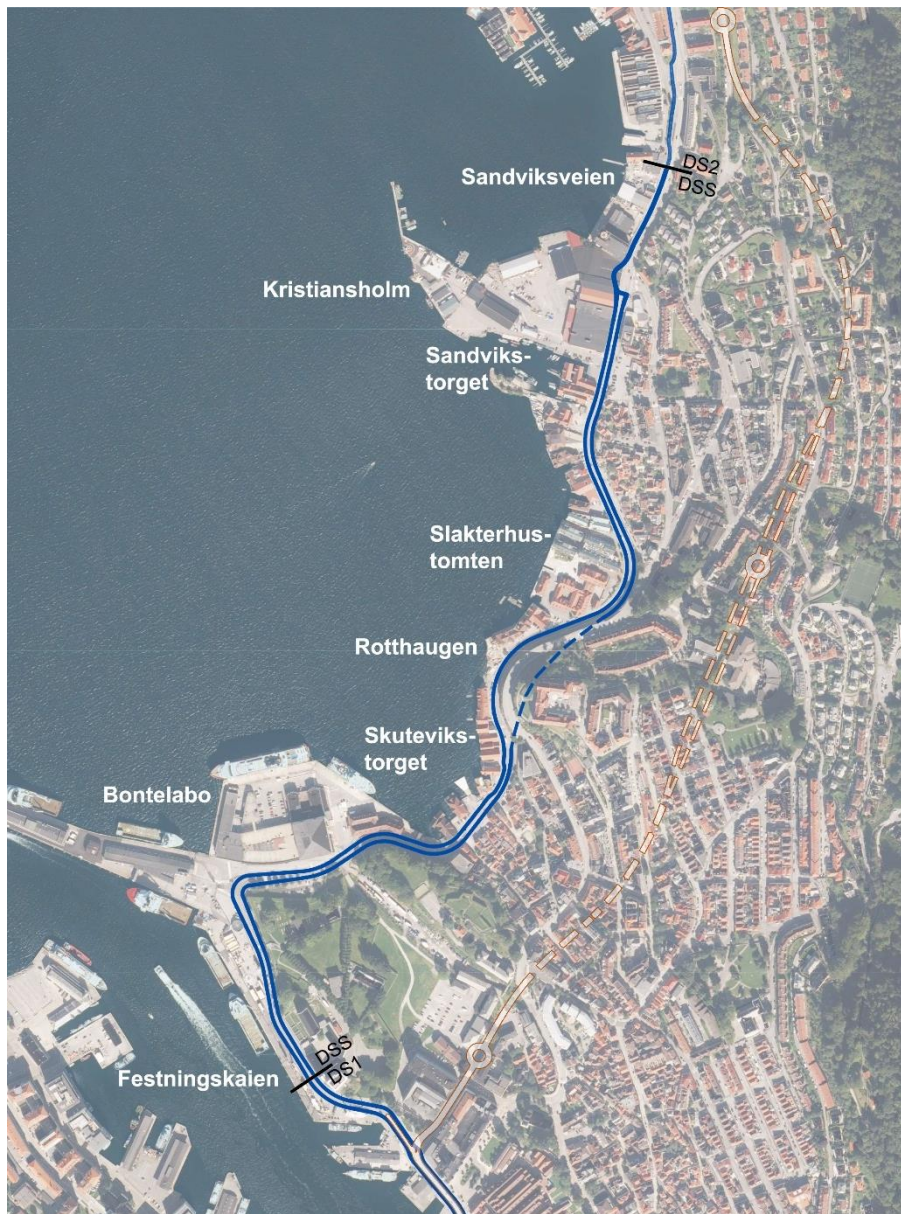 DS2
Sandviksveien
DSS
Kristiansholm
Sandviks-
torget
Slakterhus-
tomten
Rotthaugen
Skuteviks-
torget
Bontelabo
DSS
Festningskaien
DS1